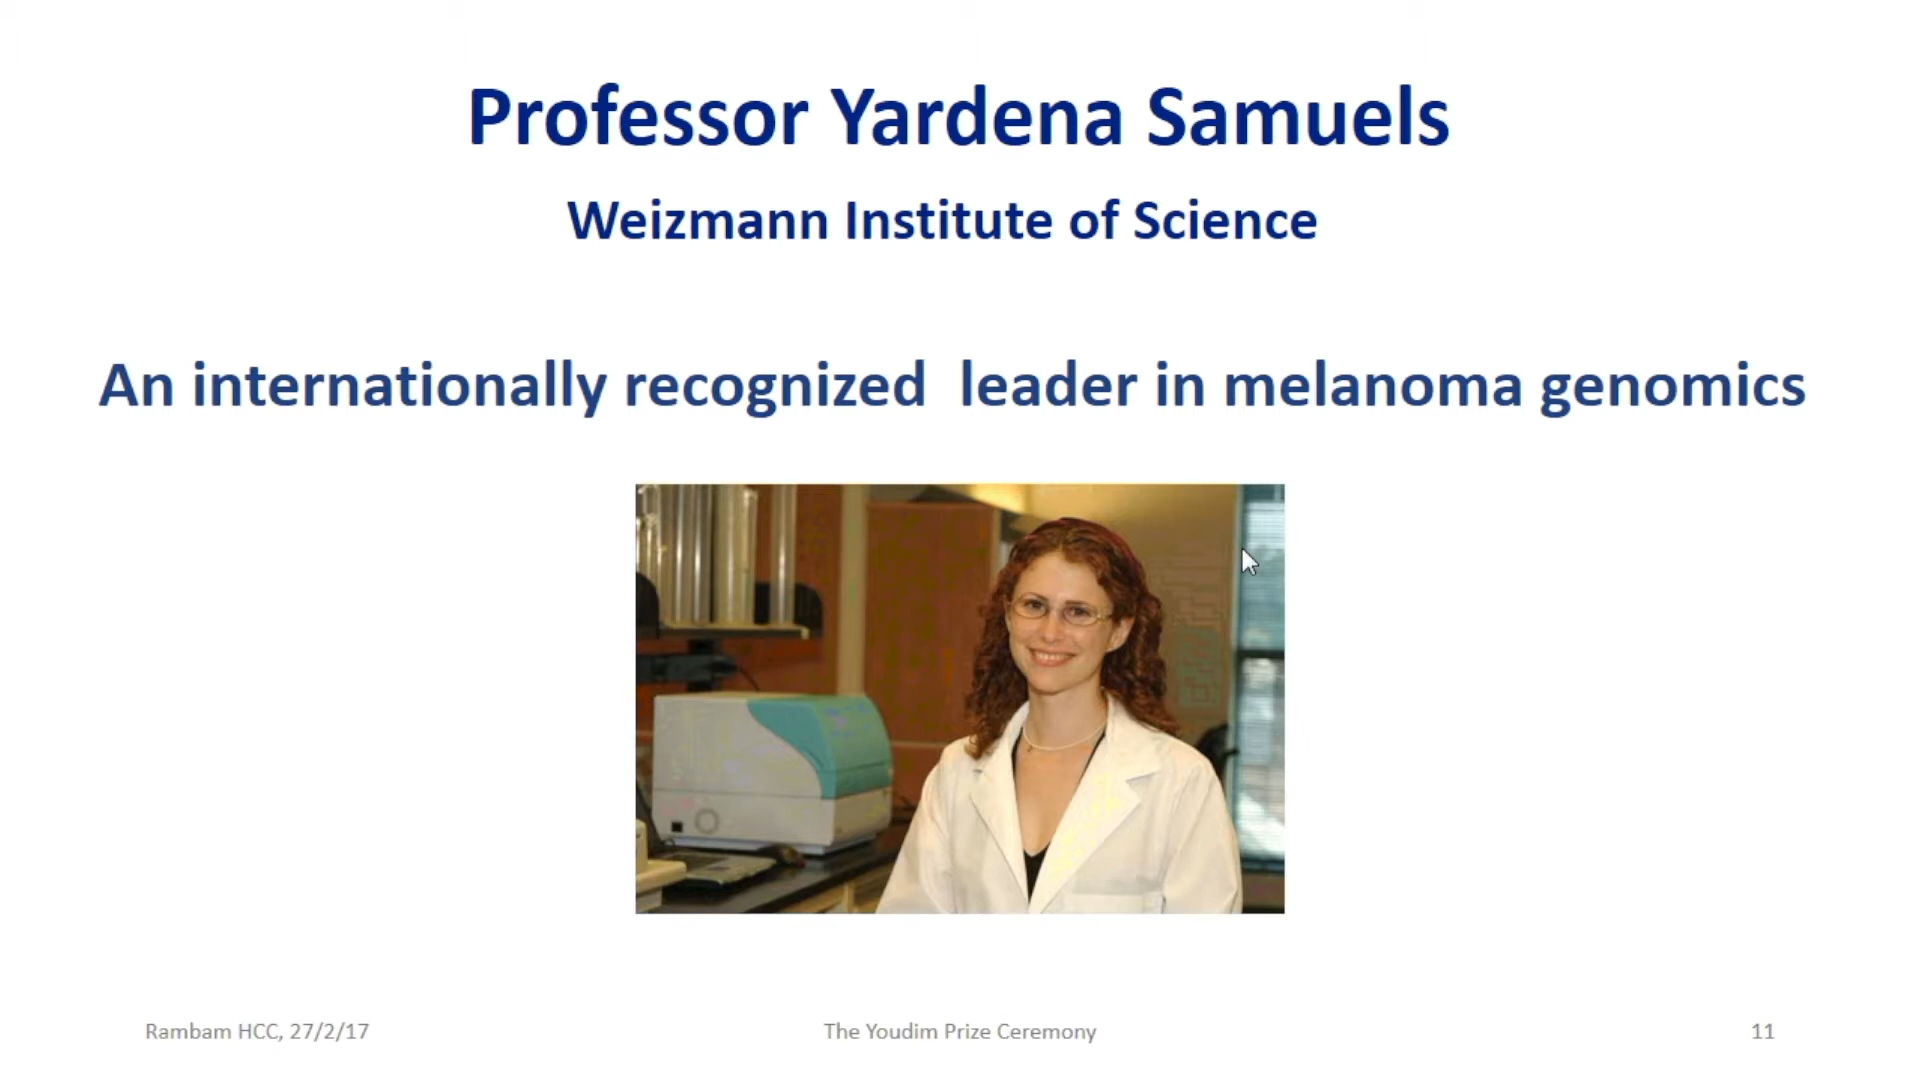 Professor Yardena Samuels
Weizmann Institute of Science
An internationally recognized  leader in melanoma genomics
Rambam HCC, 27/2/17
The Youdim Prize Ceremony
11